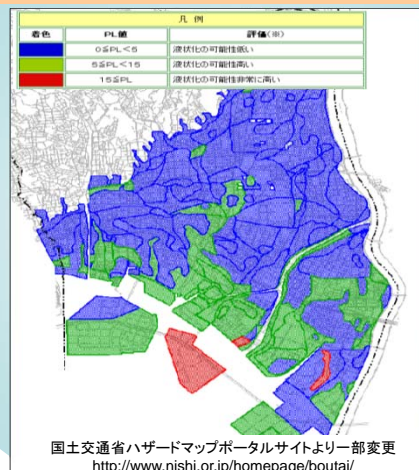 凡 例
着色 PL値 評価(※)
0≦PL<5 液状化の可能性低い
5≦PL<15 液状化の可能性高い
15≦PL 液状化の可能性非常に高い
国土交通省ハザードマップポータルサイトより一部変更
http://www.nishi.or.jp/homepage/boutai/